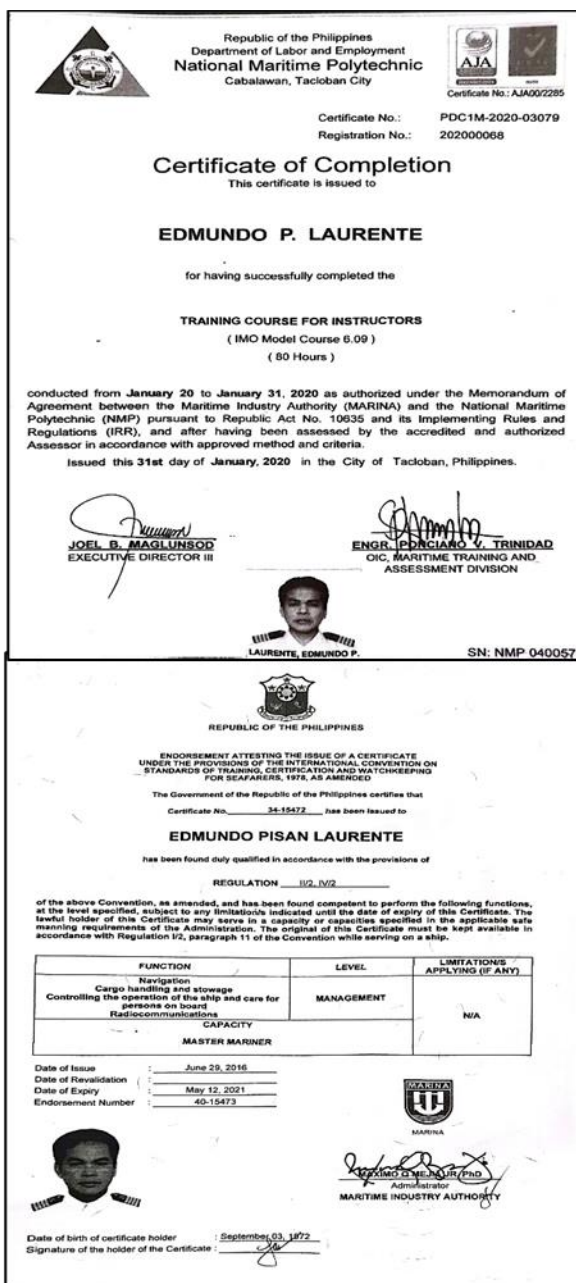 Republic of the Philippines
Department of Labor and Employment
National Maritime Polytechnic
Cabalawan, Tacloban City
AJA
Certificate No.: AJA00/2285
Certificate No.: PDC1M-2020-03079
Registration No.: 202000068
Certificate of Completion
This certificate is issued to
EDMUNDO P. LAURENTE
for having successfully completed the
TRAINING COURSE FOR INSTRUCTORS
( IMO Model Course 6.09 )
( 80 Hours )
conducted from January 20 to January 31, 2020 as authorized under the Memorandum of
Agreement between the Maritime Industry Authority (MARINA) and the National Maritime
Polytechnic (NMP) pursuant to Republic Act No. 10635 and its Implementing Rules and
Regulations (IRR), and after having been assessed by the accredited and authorized
Assessor in accordance with approved method and criteria.
Issued this 31st day of January, 2020 in the City of Tacloban, Philippines.
JOEL B. MAGLUNSOD
EXECUTIVE DIRECTOR III
ENGR. PONCIANO V. TRINIDAD
OIC, MARITIME TRAINING AND
ASSESSMENT DIVISION
LAURENTE, EDMUNDO P.
SN: NMP 040057
REPUBLIC OF THE PHILIPPINES
ENDORSEMENT ATTESTING THE ISSUE OF A CERTIFICATE
UNDER THE PROVISIONS OF THE INTERNATIONAL CONVENTION ON
STANDARDS OF TRAINING, CERTIFICATION AND WATCHKEEPING
FOR SEAFARERS, 1978, AS AMENDED
The Government of the Republic of the Philippines certifies that
Certificate No. 34-15472 has been issued to
EDMUNDO PISAN LAURENTE
has been found duly qualified in accordance with the provisions of
REGULATION II/2, IV/2
of the above Convention, as amended, and has been found competent to perform the following functions,
at the level specified, subject to any limitation/s indicated until the date of expiry of this Certificate. The
lawful holder of this Certificate may serve in a capacity or capacities specified in the applicable safe
manning requirements of the Administration. The original of this Certificate must be kept available in
accordance with Regulation I/2, paragraph 11 of the Convention while serving on a ship.
FUNCTION LEVEL LIMITATION/S
APPLYING (IF ANY)
Navigation
Cargo handling and stowage
Controlling the operation of the ship and care for
persons on board
Radiocommunications
MANAGEMENT
N/A
CAPACITY
MASTER MARINER
Date of Issue : June 29, 2016
Date of Revalidation :
Date of Expiry : May 12, 2021
Endorsement Number : 40-15473
MARINA
MARINA
MAXIMO Q MEJIA JR, PhD
Administrator
MARITIME INDUSTRY AUTHORITY
Date of birth of certificate holder : September 03, 1972
Signature of the holder of the Certificate :